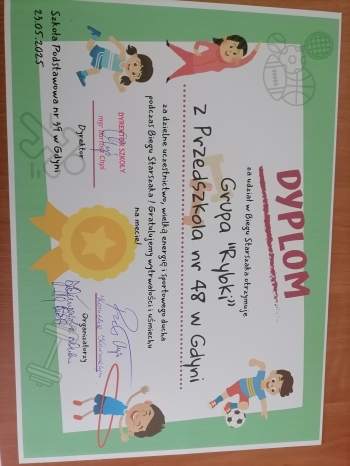 DYPLOM
za udział w Biegu Starszaka otrzymuje
Grupa "Rybki"
z Przedszkola nr 48 w Gdyni
za dzielne uczestnictwo, wielką energię i sportowego ducha
podczas Biegu Starszaka! Gratulujemy wytrwałości i uśmiechu
na mecie!
DYREKTOR SZKOŁY
Dyrektor
Organizatorzy
Szkoła Podstawowa nr 49 w Gdyni
23.05.2025